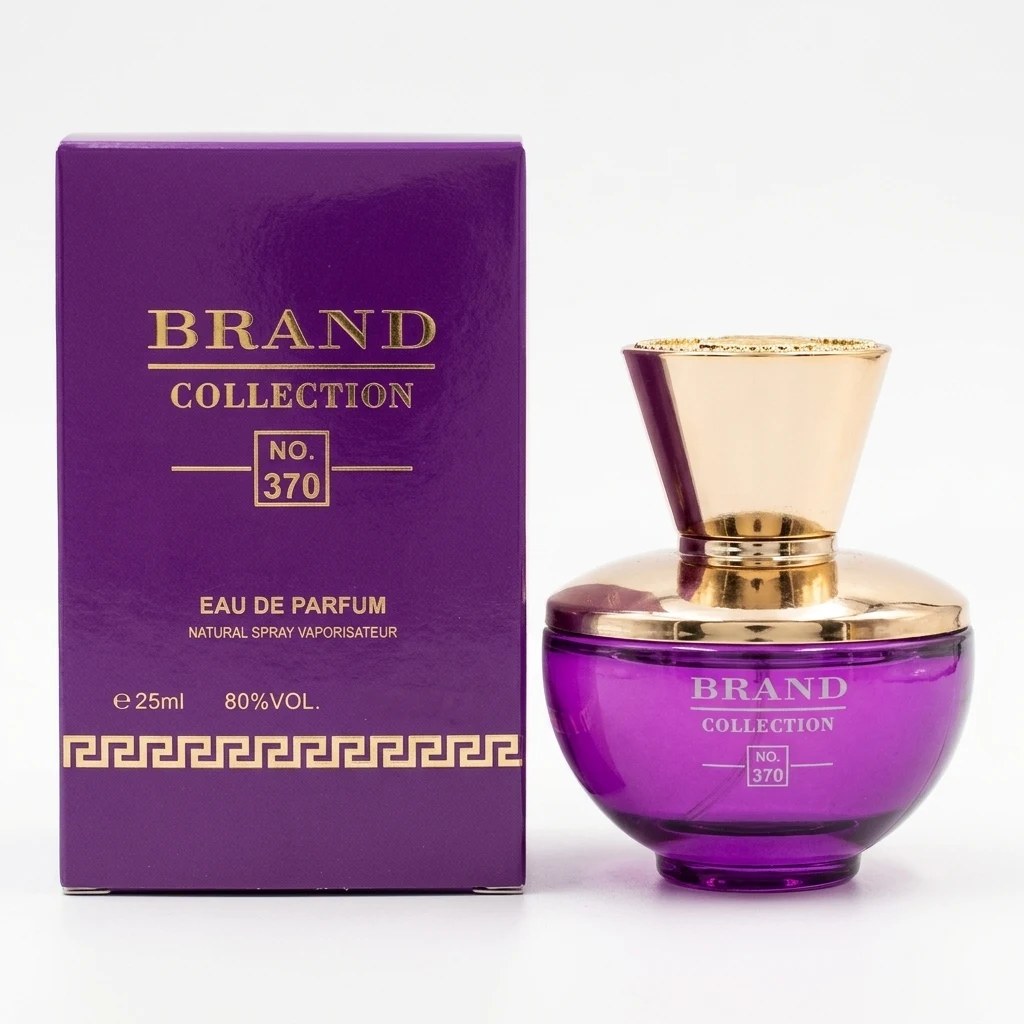 BRAND
COLLECTION
NO.
370
EAU DE PARFUM
NATURAL SPRAY VAPORISATEUR
℮ 25ml 80%VOL.
BRAND
COLLECTION
NO.
370